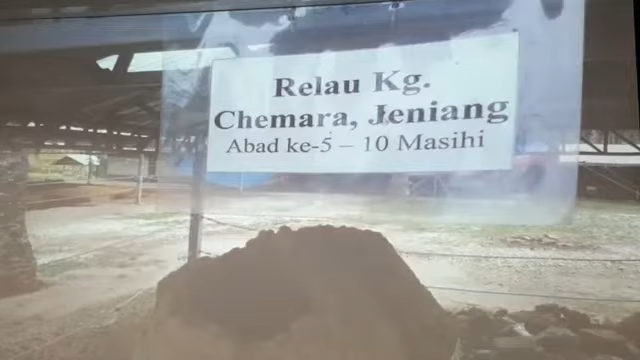 Relau Kg.
Chemara, Jeniang
Abad ke-5 – 10 Masihi